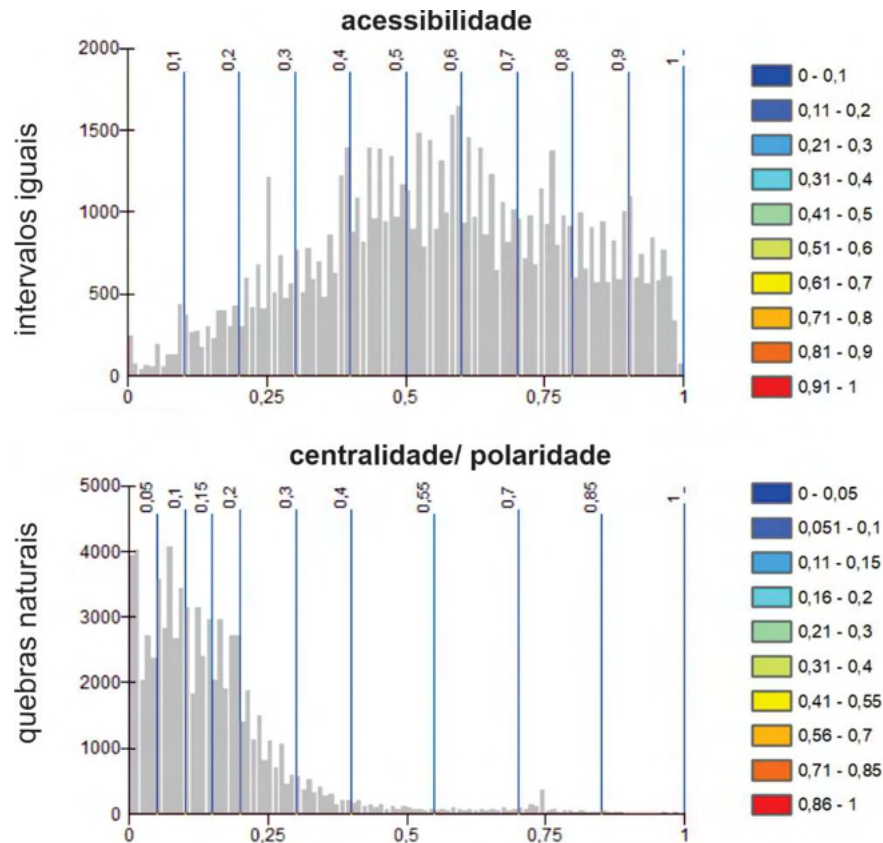 acessibilidade
intervalos iguais
2000
1500
1000
500
0
0,1
0,2
0,3
0,4
0,5
0,6
0,7
0,8
0,9
1
0
0,25
0,5
0,75
1
0 - 0,1
0,11 - 0,2
0,21 - 0,3
0,31 - 0,4
0,41 - 0,5
0,51 - 0,6
0,61 - 0,7
0,71 - 0,8
0,81 - 0,9
0,91 - 1
centralidade/ polaridade
quebras naturais
5000
4000
3000
2000
1000
0
0,05
0,1
0,15
0,2
0,3
0,4
0,55
0,7
0,85
1
0
0,25
0,5
0,75
1
0 - 0,05
0,051 - 0,1
0,11 - 0,15
0,16 - 0,2
0,21 - 0,3
0,31 - 0,4
0,41 - 0,55
0,56 - 0,7
0,71 - 0,85
0,86 - 1